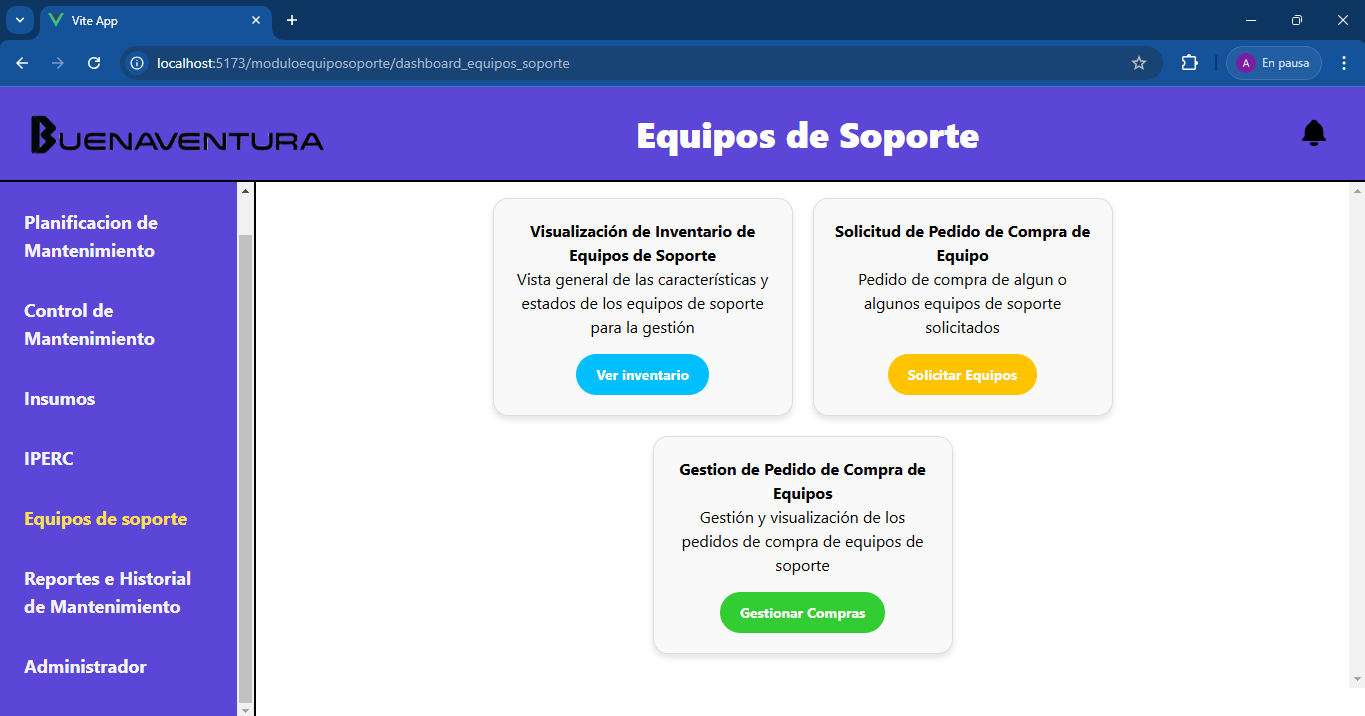 Vite App
localhost:5173/moduloequiposoporte/dashboard_equipos_soporte
A
En pausa
BUENAVENTURA
Equipos de Soporte
Planificacion de
Mantenimiento
Control de
Mantenimiento
Insumos
IPERC
Equipos de soporte
Reportes e Historial
de Mantenimiento
Administrador
Visualización de Inventario de
Equipos de Soporte
Vista general de las características y
estados de los equipos de soporte
para la gestión
Ver inventario
Solicitud de Pedido de Compra de
Equipo
Pedido de compra de algun o
algunos equipos de soporte
solicitados
Solicitar Equipos
Gestion de Pedido de Compra de
Equipos
Gestión y visualización de los
pedidos de compra de equipos de
soporte
Gestionar Compras